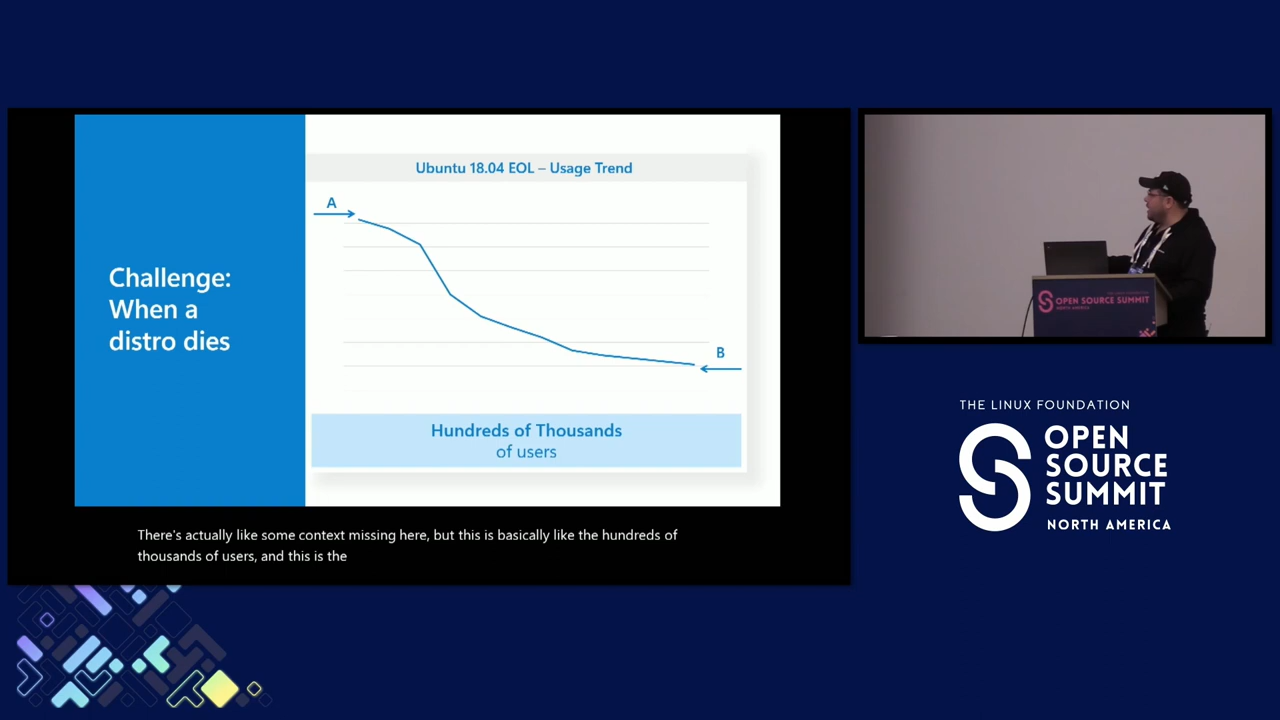 Challenge:
When a
distro dies
Ubuntu 18.04 EOL – Usage Trend
A
B
Hundreds of Thousands
of users
There's actually like some context missing here, but this is basically like the hundreds of
thousands of users, and this is the
OPEN SOURCE SUMMIT
NORTH AMERICA
THE LINUX FOUNDATION
OPEN
SOURCE
SUMMIT
NORTH AMERICA